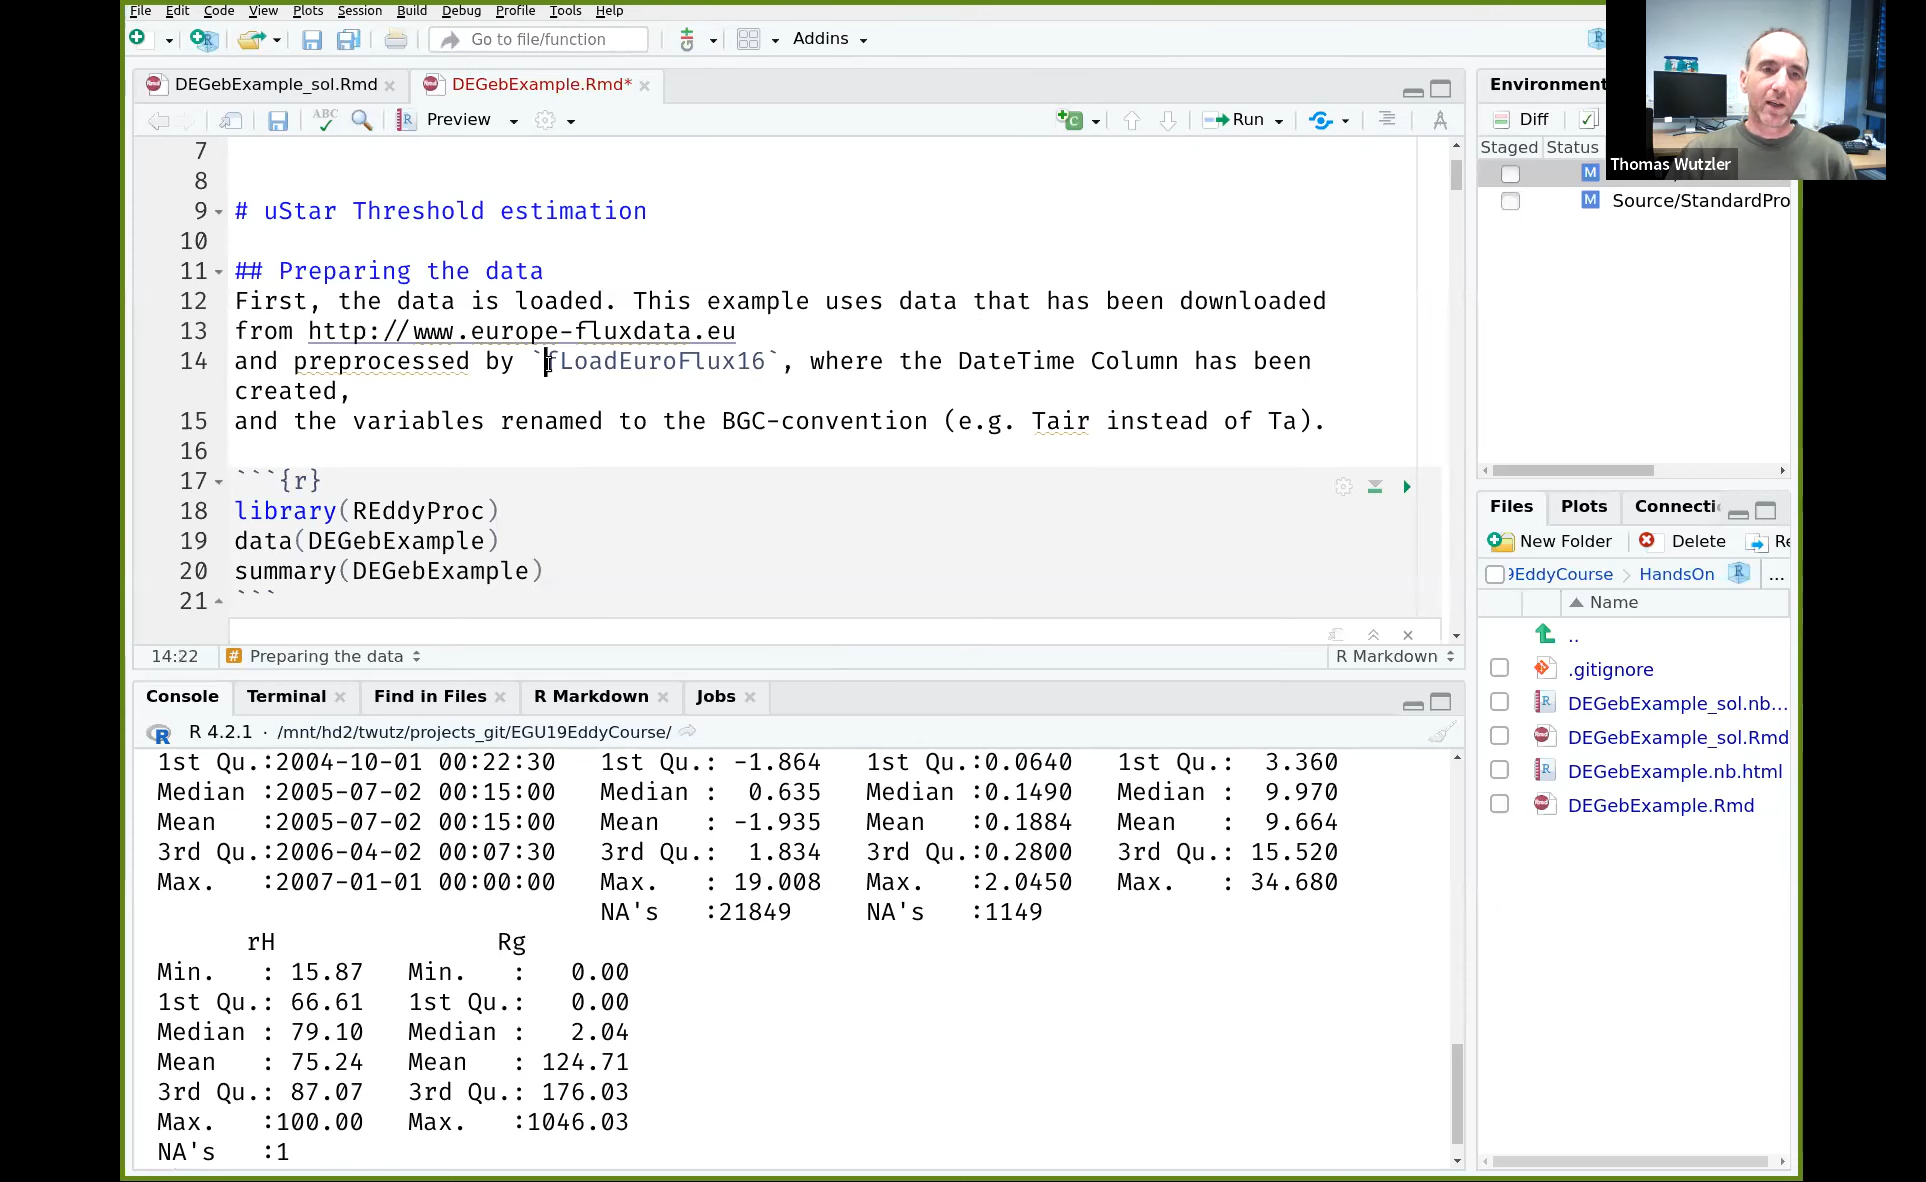 File Edit Code View Plots Session Build Debug Profile Tools Help
Go to file/function Addins
DEGebExample_sol.Rmd DEGebExample.Rmd*
ABC Preview Run
7
8
9 # uStar Threshold estimation
10
11 ## Preparing the data
12 First, the data is loaded. This example uses data that has been downloaded
13 from http://www.europe-fluxdata.eu
14 and preprocessed by `fLoadEuroFlux16`, where the DateTime Column has been
created,
15 and the variables renamed to the BGC-convention (e.g. Tair instead of Ta).
16
17 ```{r}
18 library(REddyProc)
19 data(DEGebExample)
20 summary(DEGebExample)
21 ```
14:22 # Preparing the data R Markdown
Console Terminal Find in Files R Markdown Jobs
R 4.2.1 · /mnt/hd2/twutz/projects_git/EGU19EddyCourse/
1st Qu.:2004-10-01 00:22:30 1st Qu.: -1.864 1st Qu.:0.0640 1st Qu.: 3.360
Median :2005-07-02 00:15:00 Median : 0.635 Median :0.1490 Median : 9.970
Mean :2005-07-02 00:15:00 Mean : -1.935 Mean :0.1884 Mean : 9.664
3rd Qu.:2006-04-02 00:07:30 3rd Qu.: 1.834 3rd Qu.:0.2800 3rd Qu.: 15.520
Max. :2007-01-01 00:00:00 Max. : 19.008 Max. :2.0450 Max. : 34.680
NA's :21849 NA's :1149
rH Rg
Min. : 15.87 Min. : 0.00
1st Qu.: 66.61 1st Qu.: 0.00
Median : 79.10 Median : 2.04
Mean : 75.24 Mean : 124.71
3rd Qu.: 87.07 3rd Qu.: 176.03
Max. :100.00 Max. :1046.03
NA's :1
Environment
Diff
Staged Status
M
M Source/StandardPro
Thomas Wutzler
Files Plots Connecti
New Folder Delete Re
9EddyCourse > HandsOn ...
Name
..
.gitignore
DEGebExample_sol.nb...
DEGebExample_sol.Rmd
DEGebExample.nb.html
DEGebExample.Rmd